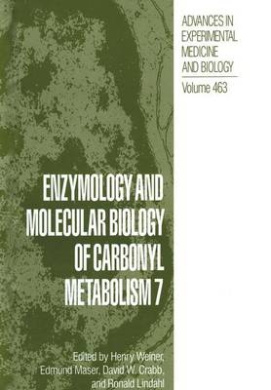 ADVANCES IN
EXPERIMENTAL
MEDICINE
AND BIOLOGY
Volume 463
ENZYMOLOGY AND
MOLECULAR BIOLOGY
OF CARBONYL
METABOLISM 7
Edited by Henry Weiner,
Edmund Maser, David W. Crabb,
and Ronald Lindahl